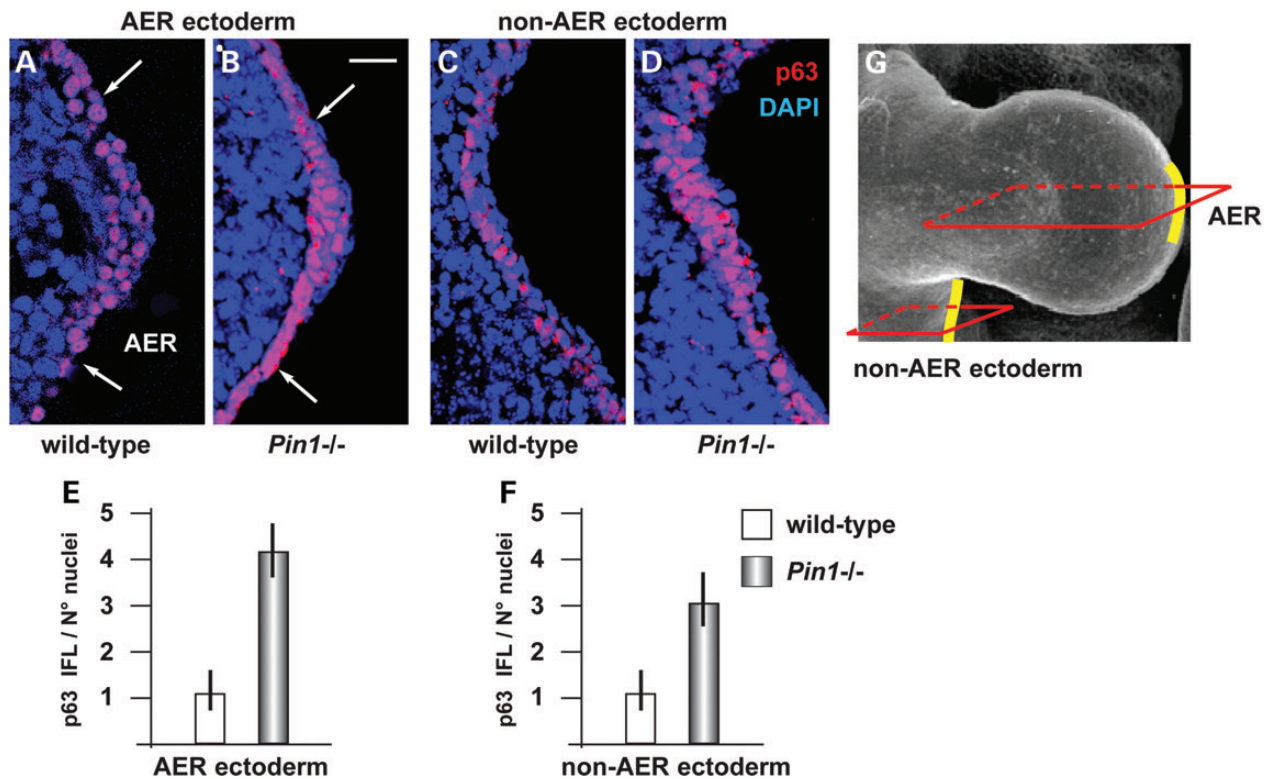 AER ectoderm
non-AER ectoderm
A
B
C
D
p63
DAPI
G
AER
AER
non-AER ectoderm
wild-type
Pin1-/-
wild-type
Pin1-/-
E
5
4
3
2
1
p63 IFL / N° nuclei
AER ectoderm
F
5
4
3
2
1
p63 IFL / N° nuclei
non-AER ectoderm
wild-type
Pin1-/-